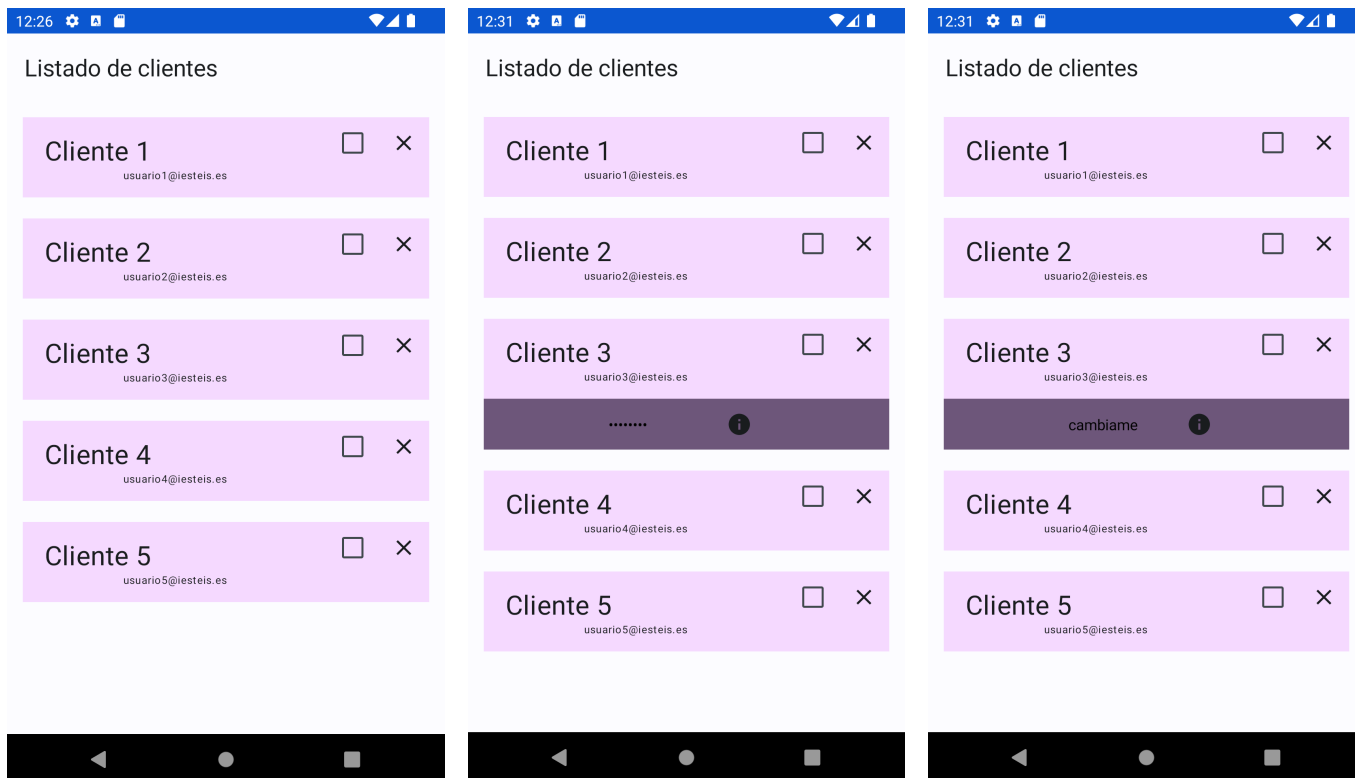 12:26
Listado de clientes
Cliente 1
usuario1@iesteis.es
Cliente 2
usuario2@iesteis.es
Cliente 3
usuario3@iesteis.es
Cliente 4
usuario4@iesteis.es
Cliente 5
usuario5@iesteis.es
12:31
Listado de clientes
Cliente 1
usuario1@iesteis.es
Cliente 2
usuario2@iesteis.es
Cliente 3
usuario3@iesteis.es
••••••••
Cliente 4
usuario4@iesteis.es
Cliente 5
usuario5@iesteis.es
12:31
Listado de clientes
Cliente 1
usuario1@iesteis.es
Cliente 2
usuario2@iesteis.es
Cliente 3
usuario3@iesteis.es
cambiame
Cliente 4
usuario4@iesteis.es
Cliente 5
usuario5@iesteis.es